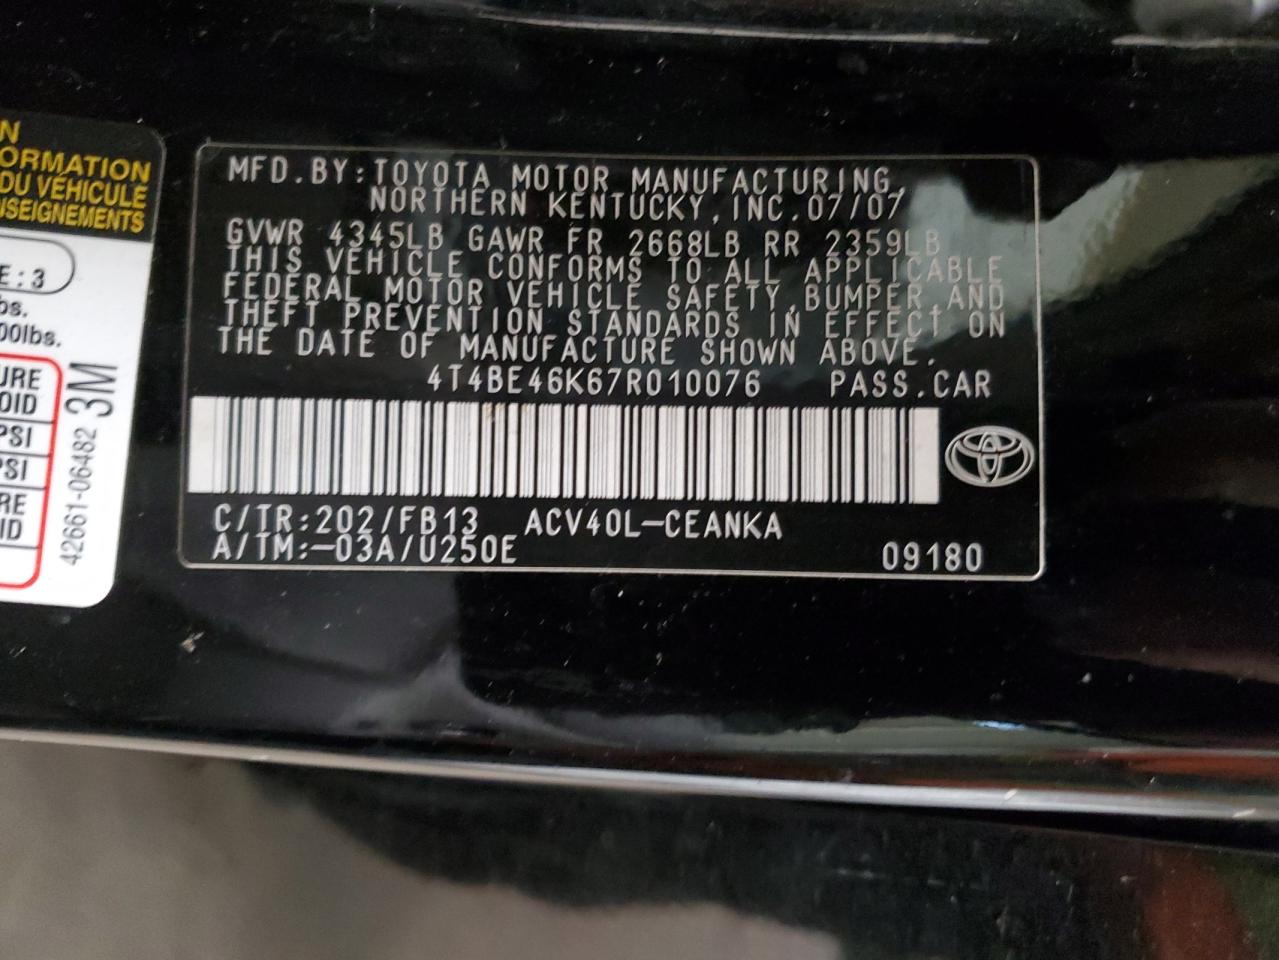 N
ORMATION
DU VÉHICULE
NSEIGNEMENTS
E : 3
bs.
00lbs.
URE
OID
PSI
PSI
RE
ID
42661-06482 3M
MFD.BY:TOYOTA MOTOR MANUFACTURING,
NORTHERN KENTUCKY,INC.07/07
GVWR 4345LB GAWR FR 2668LB RR 2359LB
THIS VEHICLE CONFORMS TO ALL APPLICABLE
FEDERAL MOTOR VEHICLE SAFETY,BUMPER,AND
THEFT PREVENTION STANDARDS IN EFFECT ON
THE DATE OF MANUFACTURE SHOWN ABOVE.
4T4BE46K67R010076 PASS.CAR
C/TR:202/FB13 ACV40L-CEANKA
A/TM:-03A/U250E 09180